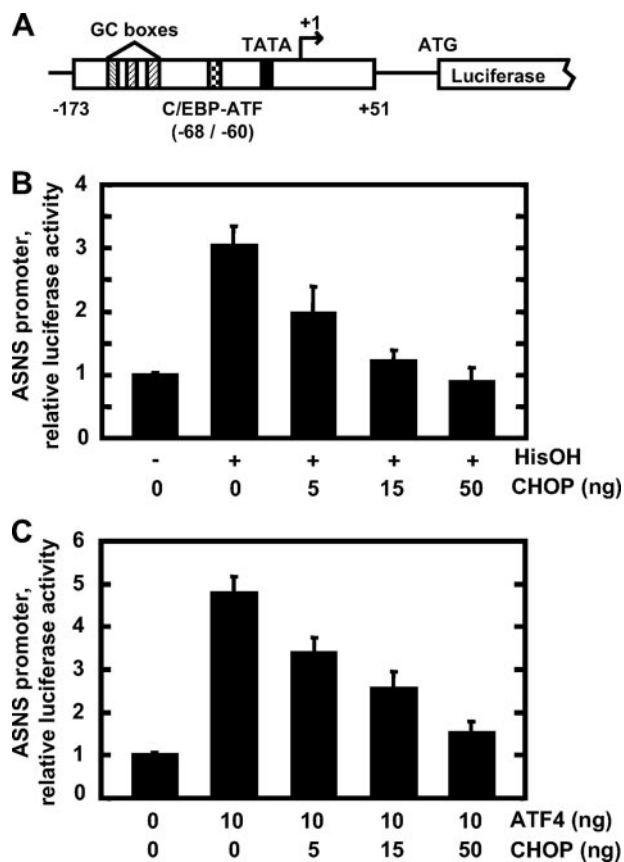 A
GC boxes
TATA
+1
ATG
Luciferase
-173
C/EBP-ATF
+51
(-68 / -60)
B
ASNS promoter,
relative luciferase activity
4
3
2
1
0
- + + + + HisOH
0 0 5 15 50 CHOP (ng)
C
ASNS promoter,
relative luciferase activity
6
5
4
3
2
1
0
0 10 10 10 10 ATF4 (ng)
0 0 5 15 50 CHOP (ng)